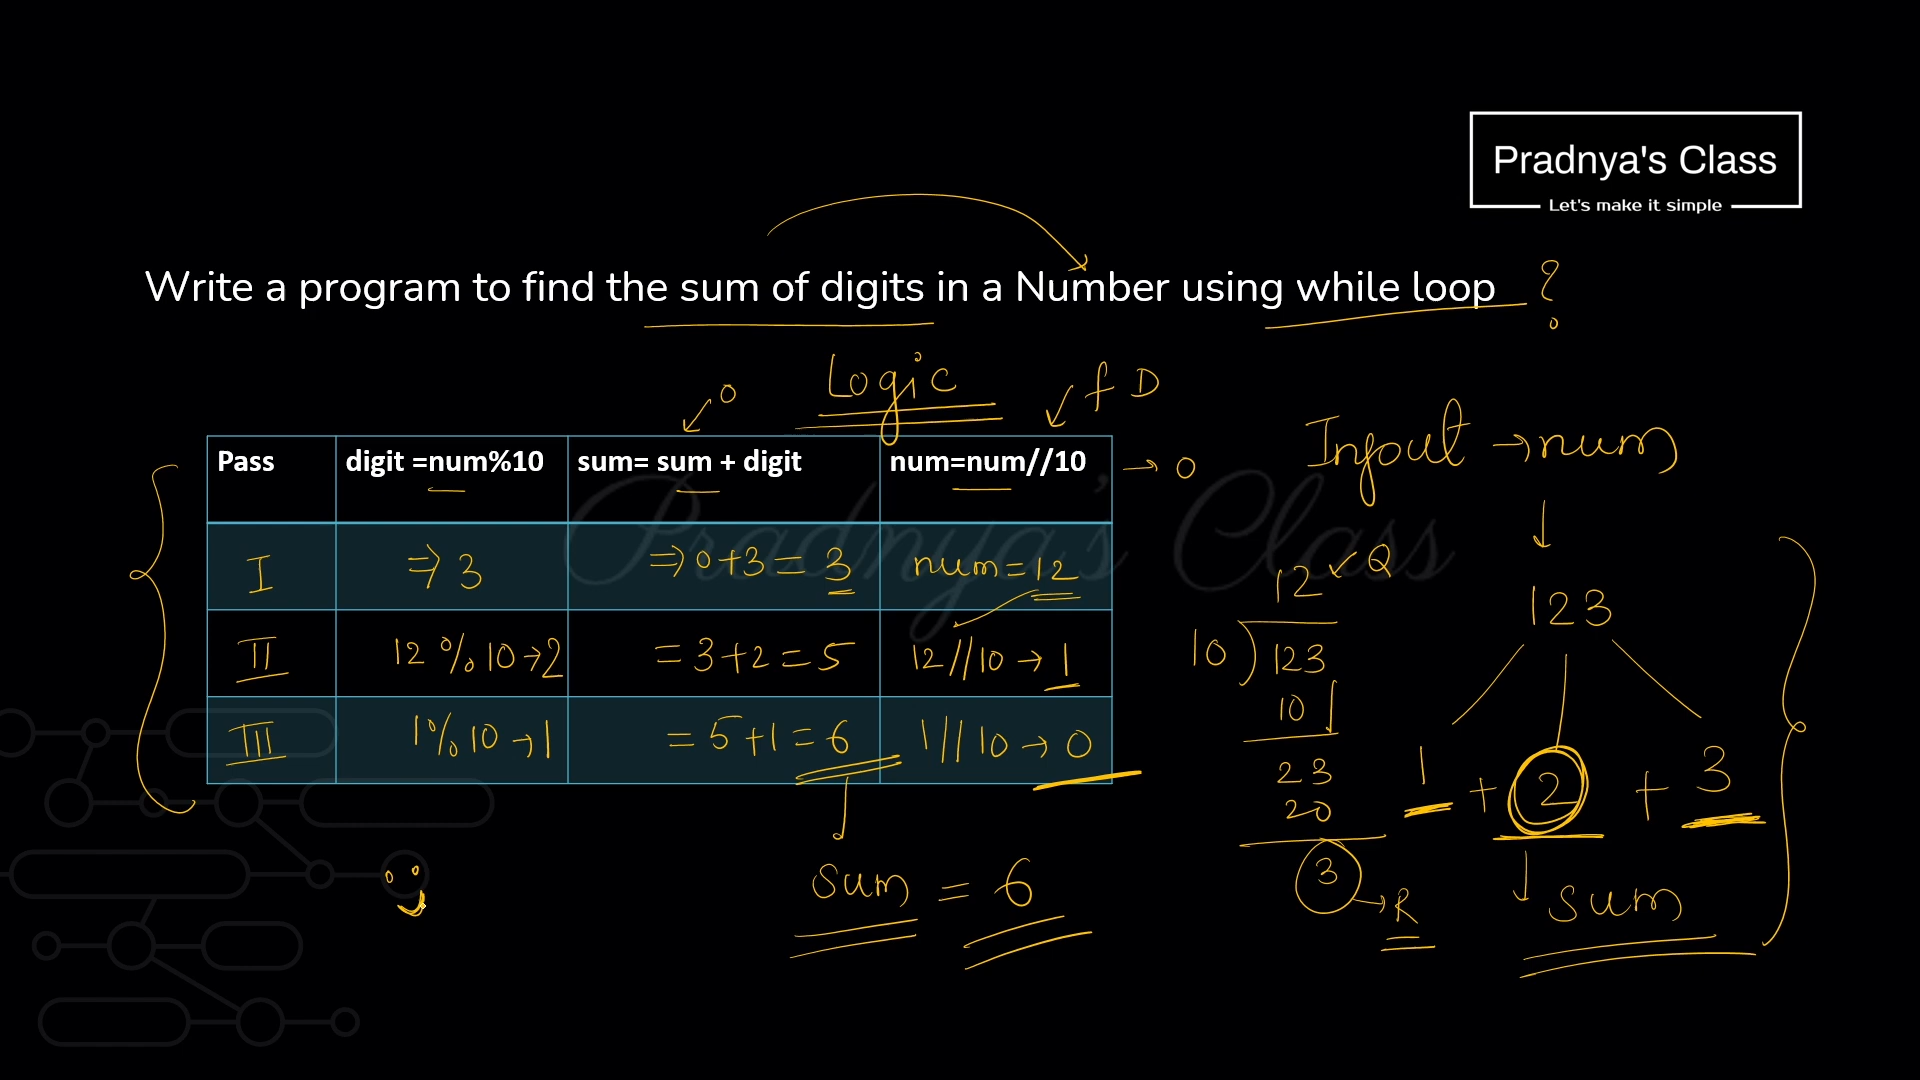 Pradnya's Class
Let's make it simple
Write a program to find the sum of digits in a Number using while loop ?
Logic
0
f D
Input → num
Pass digit =num%10 sum= sum + digit num=num//10 → 0
I ⇒ 3 ⇒ 0+3 = 3 num = 12
II 12 % 10 → 2 = 3+2 = 5 12//10 → 1
III 1% 10 → 1 = 5+1 = 6 1//10 → 0
sum = 6
12 ✓ Q
10 ) 123
10 ↓
23
20
3 → R
123
1 + 2 + 3
sum
Pradnya's Class